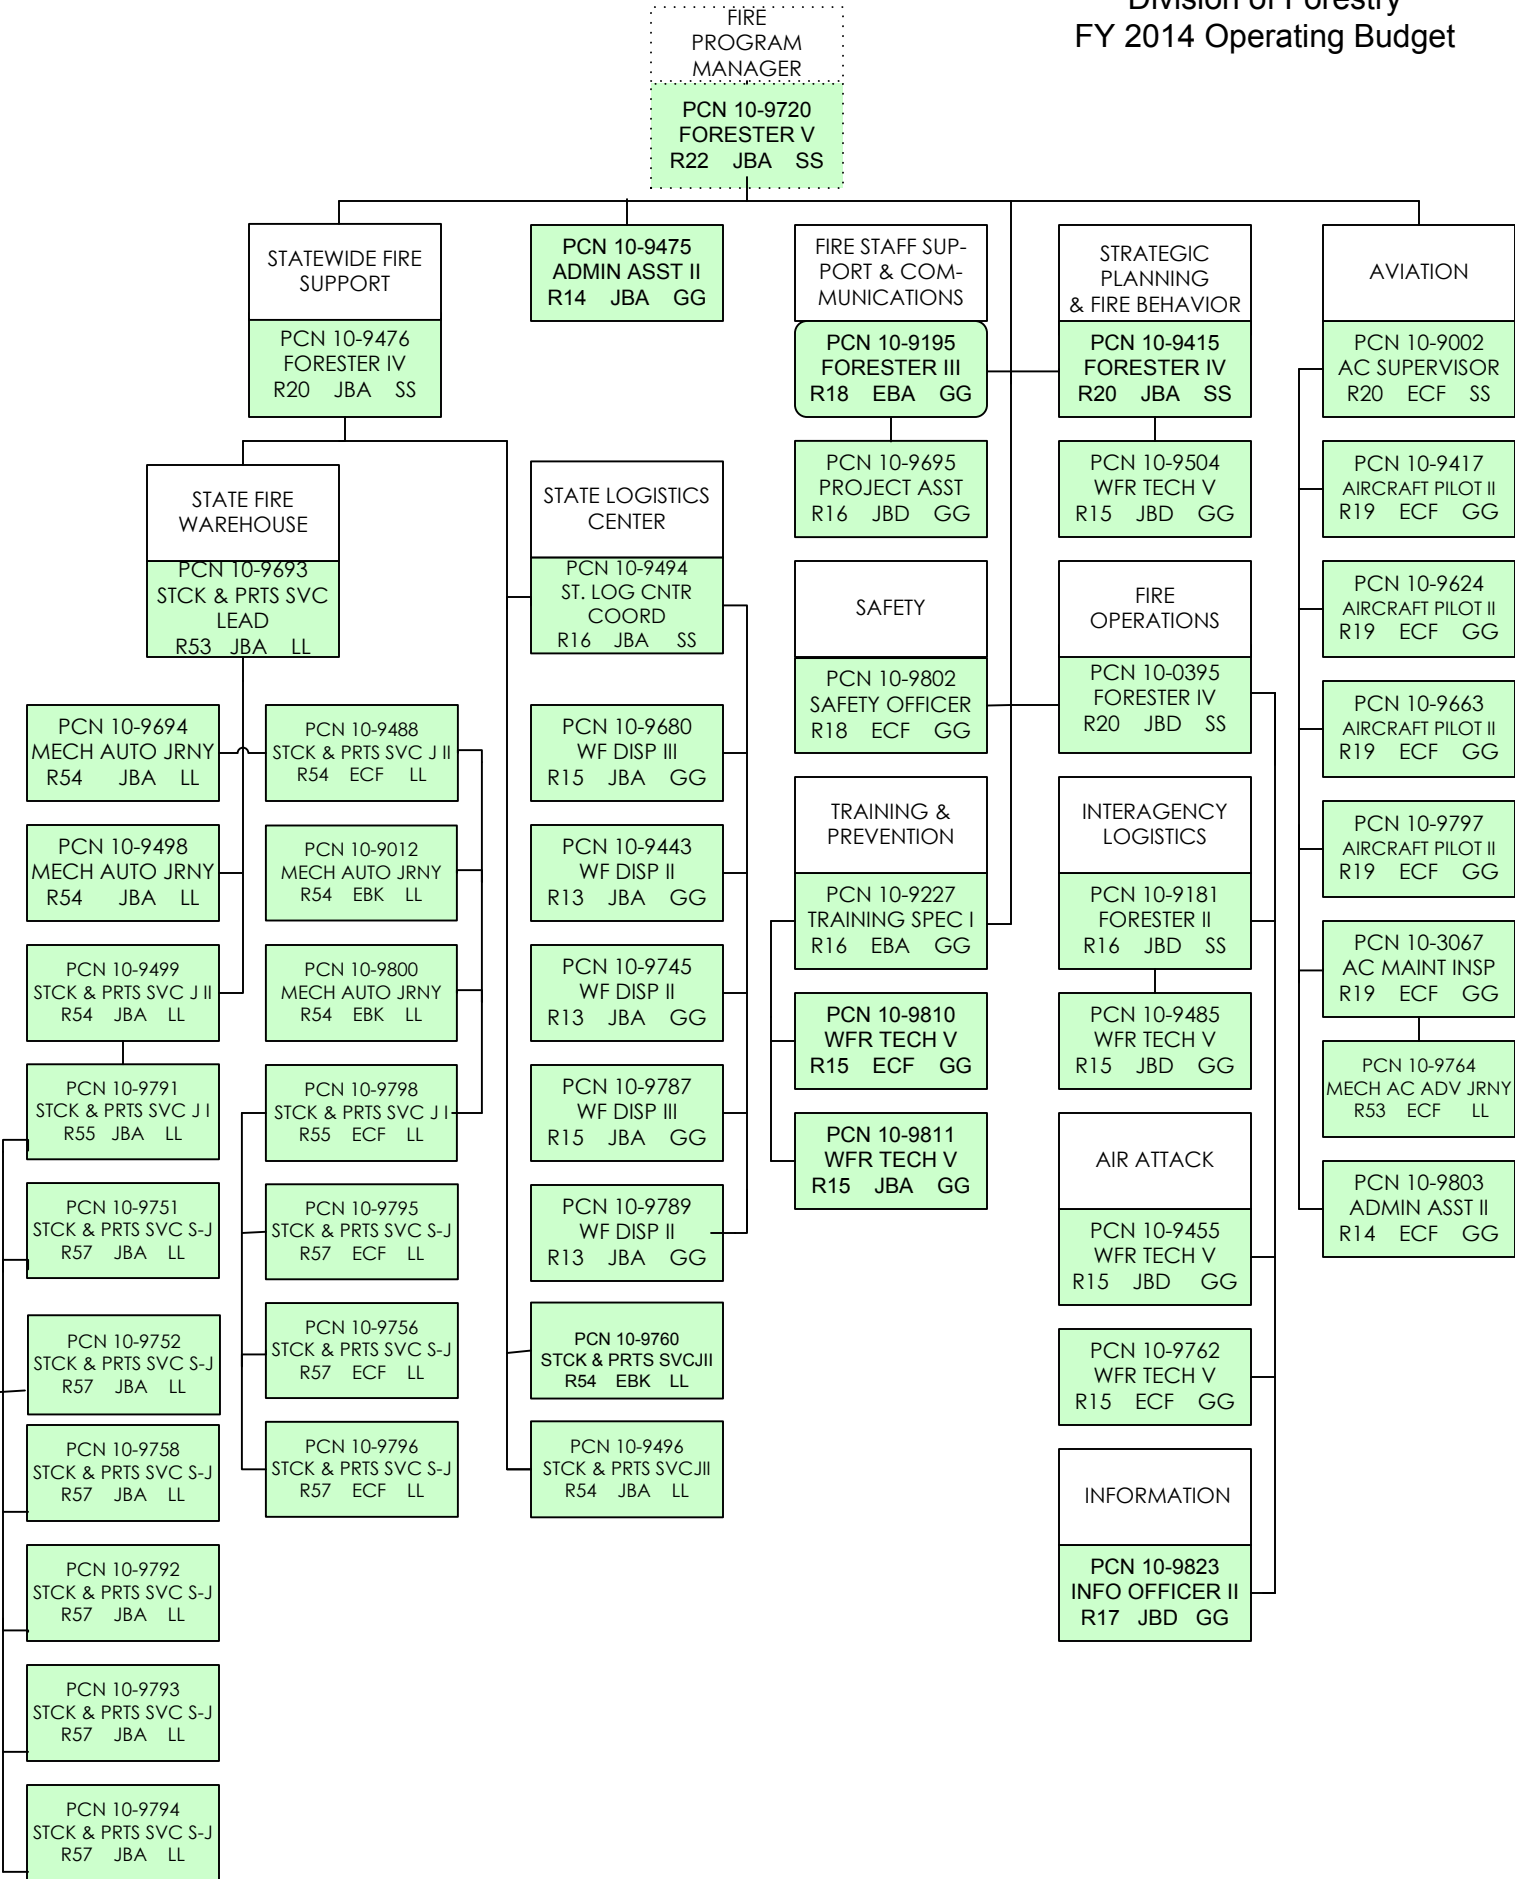 Division of Forestry
FY 2014 Operating Budget
FIRE
PROGRAM
MANAGER
PCN 10-9720
FORESTER V
R22 JBA SS
STATEWIDE FIRE
SUPPORT
PCN 10-9476
FORESTER IV
R20 JBA SS
PCN 10-9475
ADMIN ASST II
R14 JBA GG
FIRE STAFF SUP-
PORT & COM-
MUNICATIONS
PCN 10-9195
FORESTER III
R18 EBA GG
STRATEGIC
PLANNING
& FIRE BEHAVIOR
PCN 10-9415
FORESTER IV
R20 JBA SS
AVIATION
PCN 10-9002
AC SUPERVISOR
R20 ECF SS
STATE FIRE
WAREHOUSE
PCN 10-9693
STCK & PRTS SVC
LEAD
R53 JBA LL
STATE LOGISTICS
CENTER
PCN 10-9494
ST. LOG CNTR
COORD
R16 JBA SS
PCN 10-9695
PROJECT ASST
R16 JBD GG
PCN 10-9504
WFR TECH V
R15 JBD GG
PCN 10-9417
AIRCRAFT PILOT II
R19 ECF GG
SAFETY
PCN 10-9802
SAFETY OFFICER
R18 ECF GG
FIRE
OPERATIONS
PCN 10-0395
FORESTER IV
R20 JBD SS
PCN 10-9624
AIRCRAFT PILOT II
R19 ECF GG
PCN 10-9694
MECH AUTO JRNY
R54 JBA LL
PCN 10-9488
STCK & PRTS SVC J II
R54 ECF LL
PCN 10-9680
WF DISP III
R15 JBA GG
PCN 10-9663
AIRCRAFT PILOT II
R19 ECF GG
TRAINING &
PREVENTION
PCN 10-9227
TRAINING SPEC I
R16 EBA GG
INTERAGENCY
LOGISTICS
PCN 10-9181
FORESTER II
R16 JBD SS
PCN 10-9797
AIRCRAFT PILOT II
R19 ECF GG
PCN 10-9498
MECH AUTO JRNY
R54 JBA LL
PCN 10-9012
MECH AUTO JRNY
R54 EBK LL
PCN 10-9443
WF DISP II
R13 JBA GG
PCN 10-9499
STCK & PRTS SVC J II
R54 JBA LL
PCN 10-9800
MECH AUTO JRNY
R54 EBK LL
PCN 10-9745
WF DISP II
R13 JBA GG
PCN 10-9810
WFR TECH V
R15 ECF GG
PCN 10-9485
WFR TECH V
R15 JBD GG
PCN 10-3067
AC MAINT INSP
R19 ECF GG
PCN 10-9791
STCK & PRTS SVC J I
R55 JBA LL
PCN 10-9798
STCK & PRTS SVC J I
R55 ECF LL
PCN 10-9787
WF DISP III
R15 JBA GG
PCN 10-9811
WFR TECH V
R15 JBA GG
AIR ATTACK
PCN 10-9455
WFR TECH V
R15 JBD GG
PCN 10-9764
MECH AC ADV JRNY
R53 ECF LL
PCN 10-9751
STCK & PRTS SVC S-J
R57 JBA LL
PCN 10-9795
STCK & PRTS SVC S-J
R57 ECF LL
PCN 10-9789
WF DISP II
R13 JBA GG
PCN 10-9803
ADMIN ASST II
R14 ECF GG
PCN 10-9752
STCK & PRTS SVC S-J
R57 JBA LL
PCN 10-9756
STCK & PRTS SVC S-J
R57 ECF LL
PCN 10-9760
STCK & PRTS SVCJII
R54 EBK LL
PCN 10-9762
WFR TECH V
R15 ECF GG
PCN 10-9758
STCK & PRTS SVC S-J
R57 JBA LL
PCN 10-9796
STCK & PRTS SVC S-J
R57 ECF LL
PCN 10-9496
STCK & PRTS SVCJII
R54 JBA LL
INFORMATION
PCN 10-9823
INFO OFFICER II
R17 JBD GG
PCN 10-9792
STCK & PRTS SVC S-J
R57 JBA LL
PCN 10-9793
STCK & PRTS SVC S-J
R57 JBA LL
PCN 10-9794
STCK & PRTS SVC S-J
R57 JBA LL